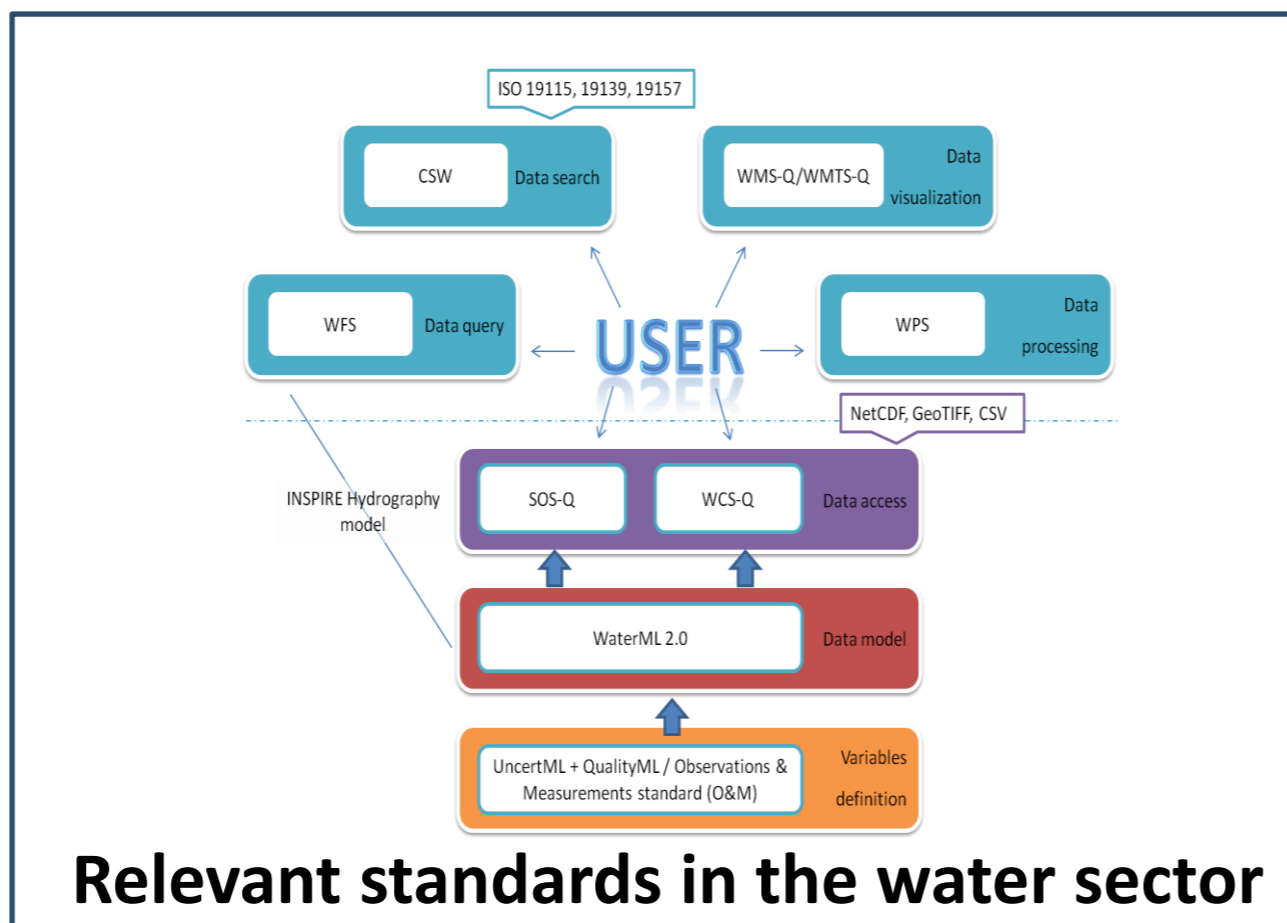 ISO 19115, 19139, 19157
CSW
Data search
WMS-Q/WMTS-Q
Data
visualization
WFS
Data query
USER
WPS
Data
processing
NetCDF, GeoTIFF, CSV
INSPIRE Hydrography
model
SOS-Q
WCS-Q
Data access
WaterML 2.0
Data model
UncertML + QualityML / Observations &
Measurements standard (O&M)
Variables
definition
Relevant standards in the water sector